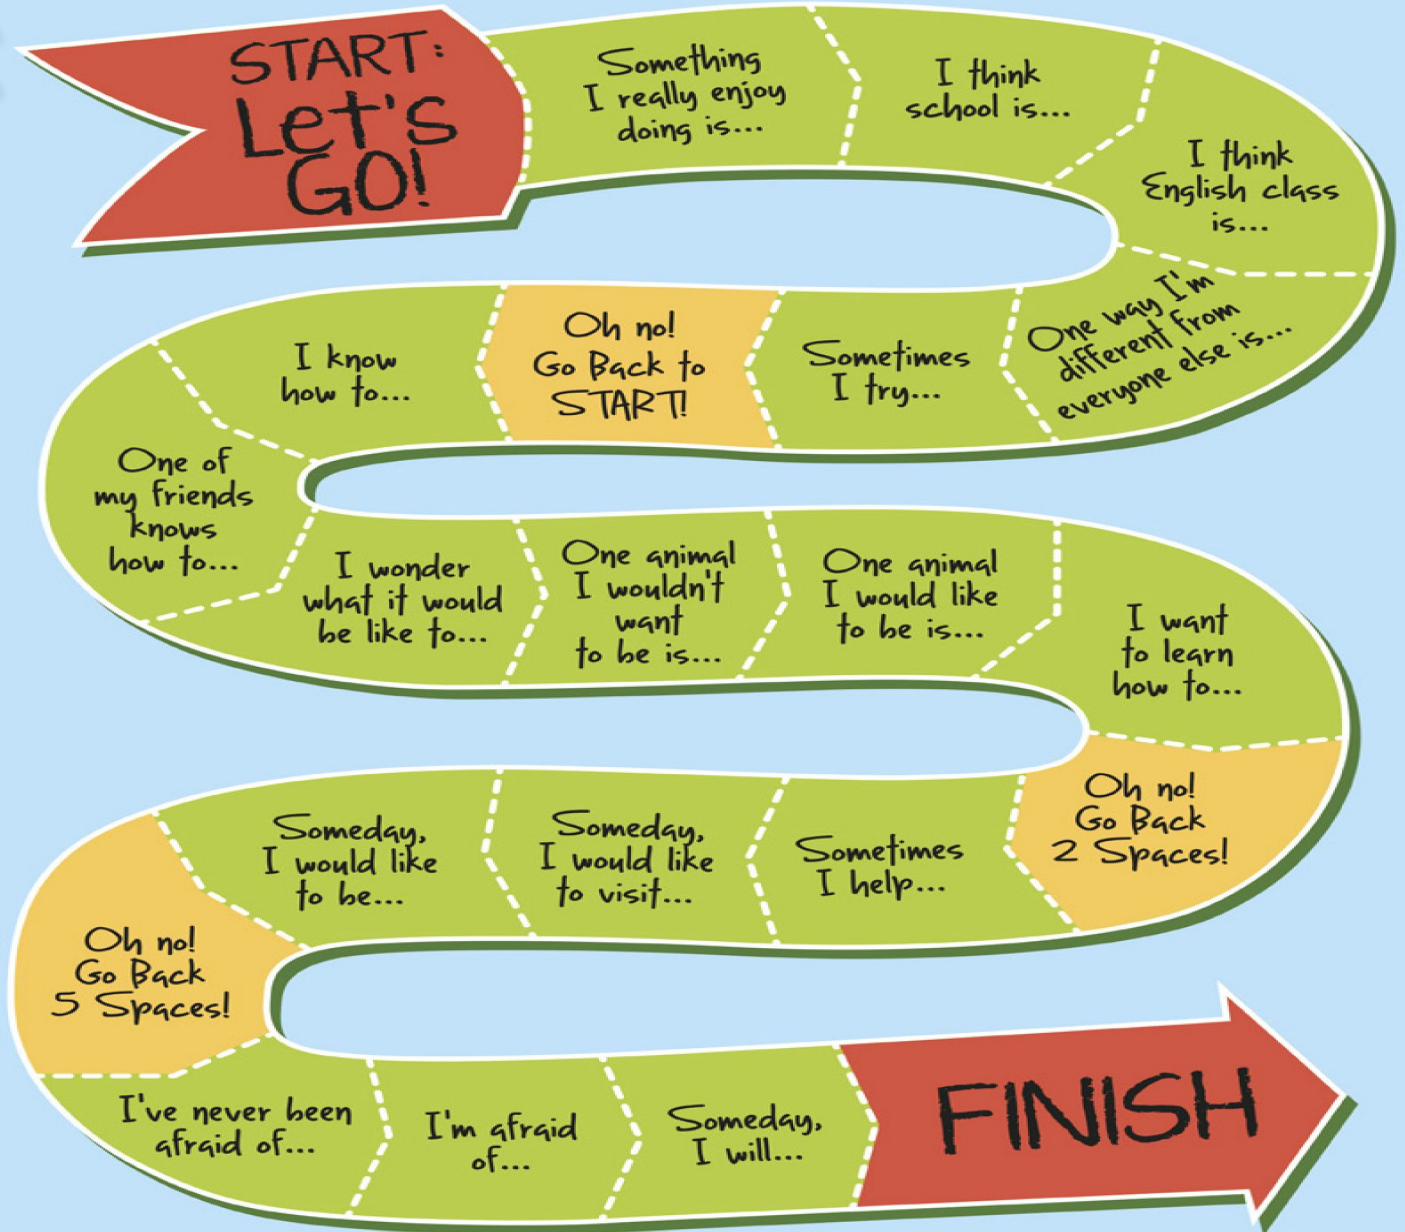 START:
Let's
GO!
Something
I really enjoy
doing is...
I think
school is...
I think
English class
is...
One way I'm
different from
everyone else is...
Sometimes
I try...
Oh no!
Go Back to
START!
I know
how to...
One of
my friends
knows
how to...
I wonder
what it would
be like to...
One animal
I wouldn't
want
to be is...
One animal
I would like
to be is...
I want
to learn
how to...
Oh no!
Go Back
2 Spaces!
Sometimes
I help...
Someday,
I would like
to visit...
Someday,
I would like
to be...
Oh no!
Go Back
5 Spaces!
I've never been
afraid of...
I'm afraid
of...
Someday,
I will...
FINISH